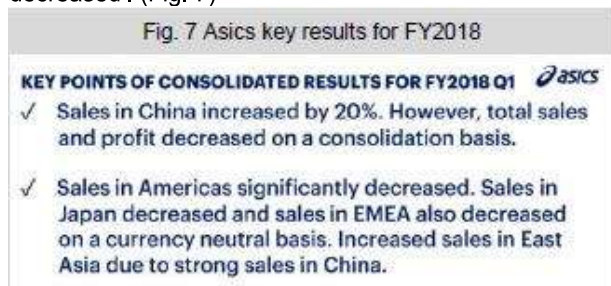 decreased". (Fig. 7)
Fig. 7 Asics key results for FY2018
KEY POINTS OF CONSOLIDATED RESULTS FOR FY2018 Q1 asics
✓ Sales in China increased by 20%. However, total sales
and profit decreased on a consolidation basis.
✓ Sales in Americas significantly decreased. Sales in
Japan decreased and sales in EMEA also decreased
on a currency neutral basis. Increased sales in East
Asia due to strong sales in China.